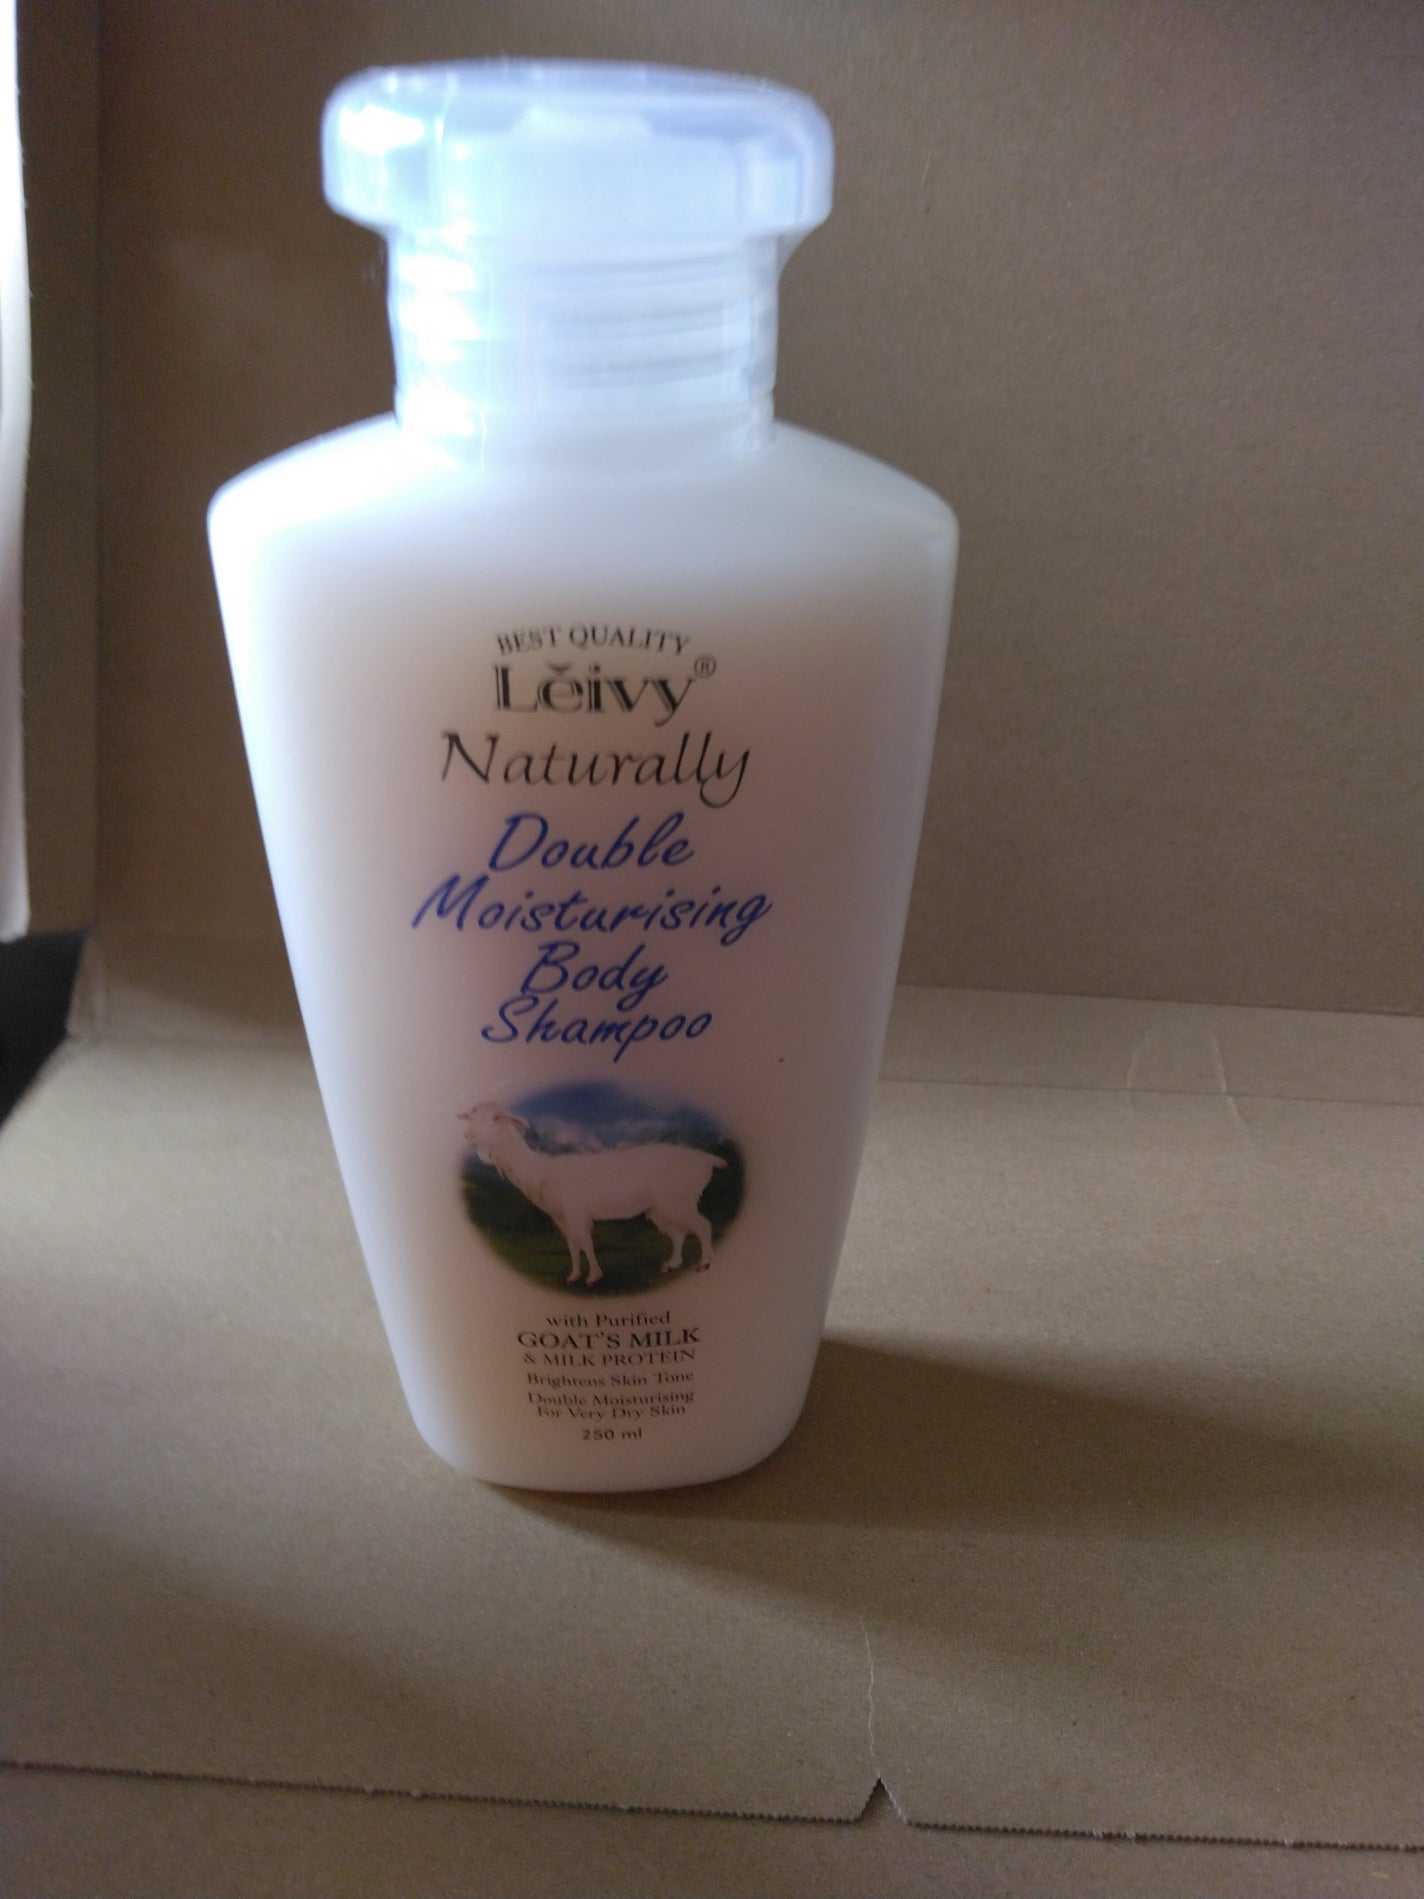 BEST QUALITY
Lěivy®
Naturally
Double
Moisturising
Body
Shampoo
with Purified
GOAT'S MILK
& MILK PROTEIN
Brightens Skin Tone
Double Moisturising
For Very Dry Skin
250 ml